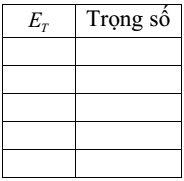 E_T Trọng số